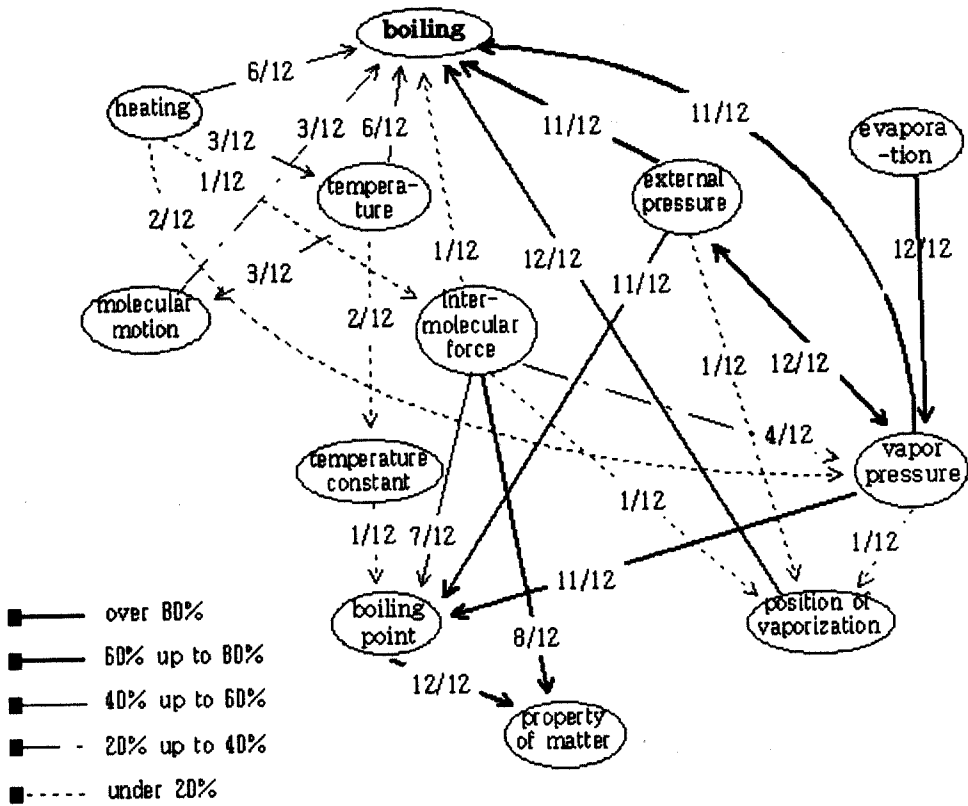 boiling
6/12
heating
11/12
11/12
evapora
-tion
3/12
3/12
6/12
1/12
tempera-
ture
external
pressure
2/12
3/12
1/12
12/12
11/12
12/12
molecular
motion
2/12
inter-
molecular
force
1/12
12/12
4/12
temperature
constant
vapor
pressure
1/12
1/12
7/12
1/12
11/12
boiling
point
position of
vaporization
8/12
12/12
property
of matter
over 80%
60% up to 80%
40% up to 60%
20% up to 40%
under 20%